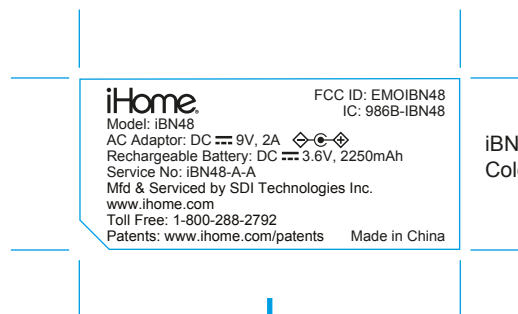 iHome
FCC ID: EMOIBN48
IC: 986B-IBN48
Model: iBN48
AC Adaptor: DC 9V, 2A
Rechargeable Battery: DC 3.6V, 2250mAh
Service No: iBN48-A-A
Mfd & Serviced by SDI Technologies Inc.
www.ihome.com
Toll Free: 1-800-288-2792
Patents: www.ihome.com/patents Made in China
iBN
Col